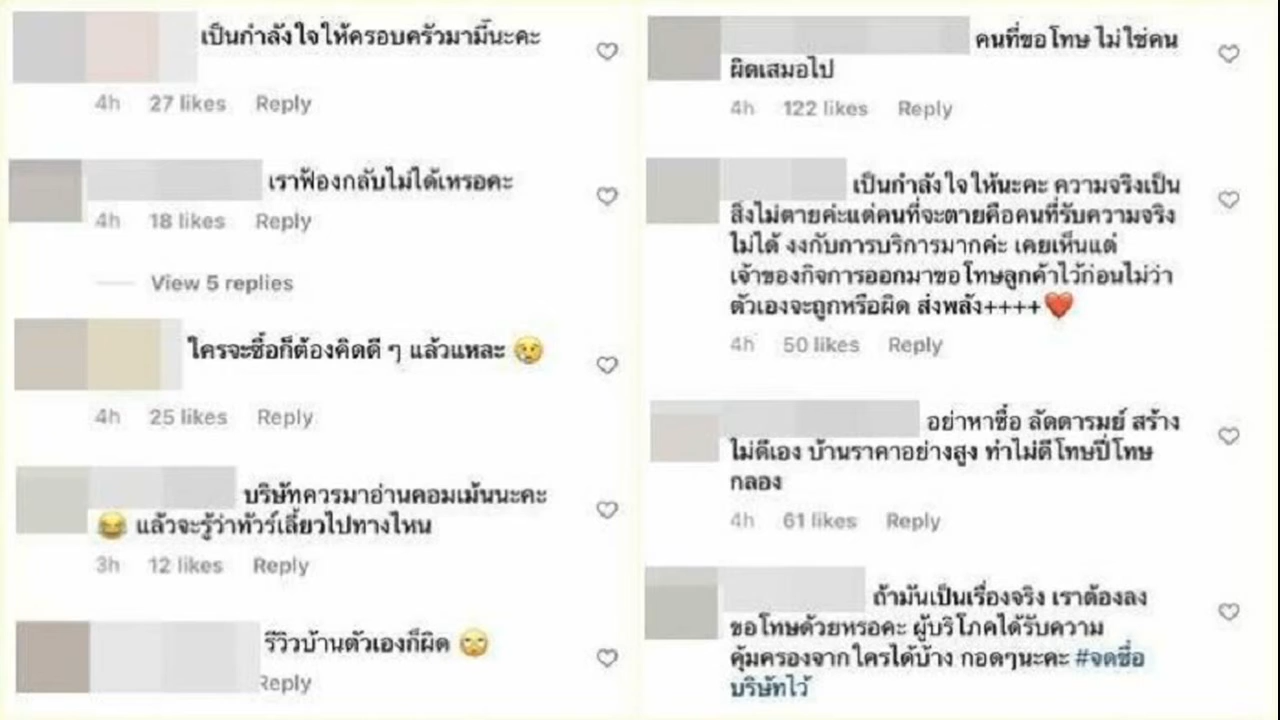 เป็นกำลังใจให้ครอบครัวมามี้นะคะ
4h 27 likes Reply
เราฟ้องกลับไม่ได้เหรอคะ
4h 18 likes Reply
View 5 replies
ใครจะซื้อก็ต้องคิดดี ๆ แล้วแหละ 😢
4h 25 likes Reply
บริษัทควรมาอ่านคอมเม้นนะคะ
😂 แล้วจะรู้ว่าทัวร์เลี้ยวไปทางไหน
3h 12 likes Reply
รีวิวบ้านตัวเองก็ผิด 🙄
Reply
คนที่ขอโทษ ไม่ใช่คน
ผิดเสมอไป
4h 122 likes Reply
เป็นกำลังใจให้นะคะ ความจริงเป็น
สิ่งไม่ตายค่ะแต่คนที่จะตายคือคนที่รับความจริง
ไม่ได้ งงกับการบริการมากค่ะ เคยเห็นแต่
เจ้าของกิจการออกมาขอโทษลูกค้าไว้ก่อนไม่ว่า
ตัวเองจะถูกหรือผิด ส่งพลัง++++❤️
4h 50 likes Reply
อย่าหาซื้อ ลัดดารมย์ สร้าง
ไม่ดีเอง บ้านราคาอย่างสูง ทำไม่ดีโทษปี่โทษ
กลอง
4h 61 likes Reply
ถ้ามันเป็นเรื่องจริง เราต้องลง
ขอโทษด้วยหรอคะ ผู้บริโภคได้รับความ
คุ้มครองจากใครได้บ้าง กอดๆนะคะ #จดชื่อ
บริษัทไว้